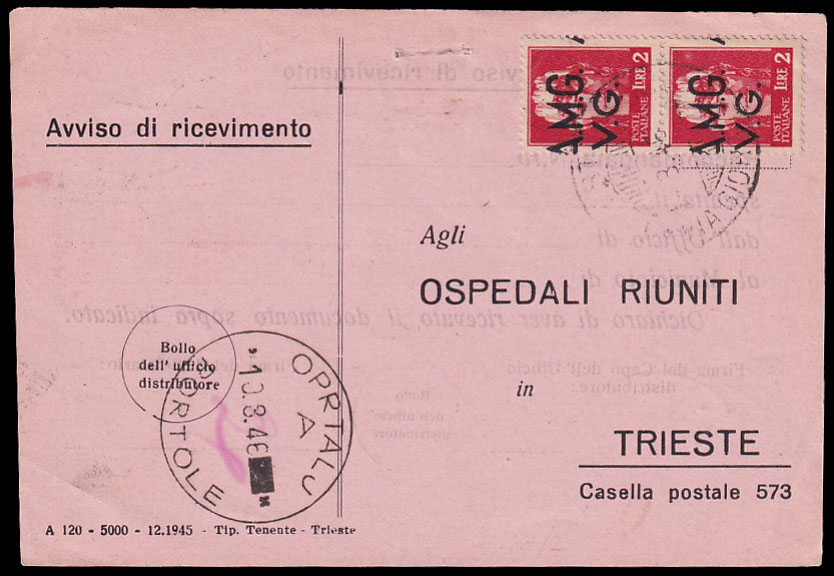 LIRE 2
POSTE ITALIANE
A.M.G.
V.G.
LIRE 2
POSTE ITALIANE
A.M.G.
V.G.
Avviso di ricevimento
Agli
OSPEDALI RIUNITI
in
TRIESTE
Casella postale 573
Bollo
dell' ufficio
distributore
OPRTALJ
A
10.8.46
PORTOLE
A 120 - 5000 - 12.1945 - Tip. Tenente - Trieste